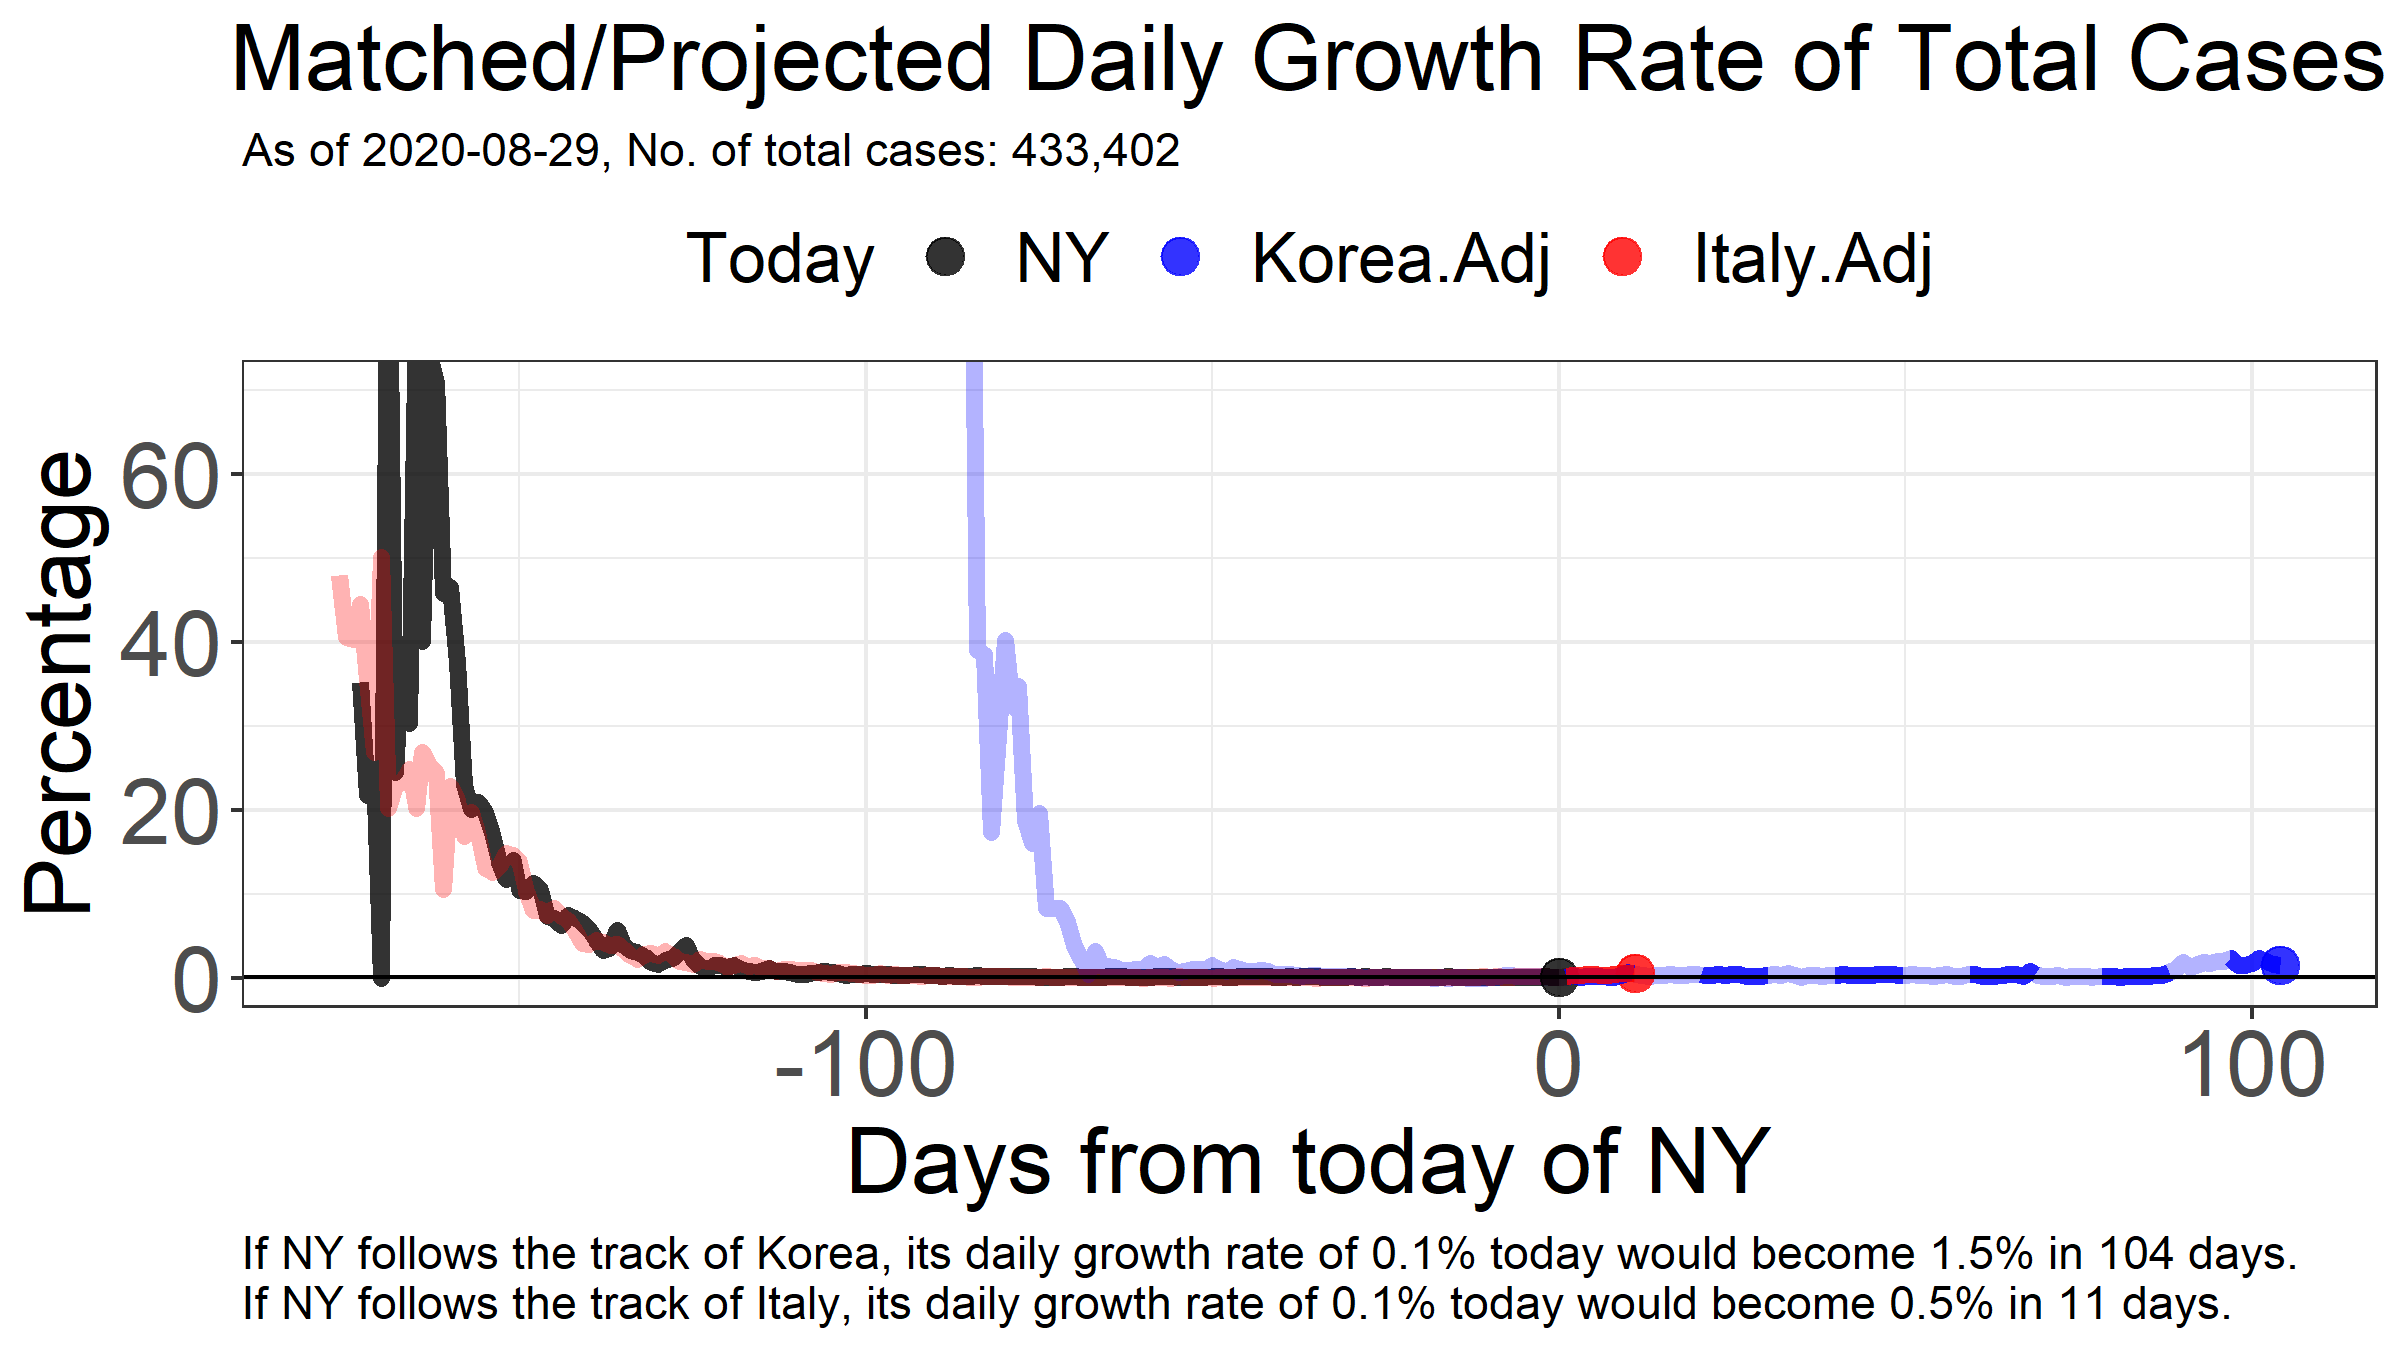 Matched/Projected Daily Growth Rate of Total Cases
As of 2020-08-29, No. of total cases: 433,402
Today NY Korea.Adj Italy.Adj
Percentage
60
40
20
0
-100 0 100
Days from today of NY
If NY follows the track of Korea, its daily growth rate of 0.1% today would become 1.5% in 104 days.
If NY follows the track of Italy, its daily growth rate of 0.1% today would become 0.5% in 11 days.